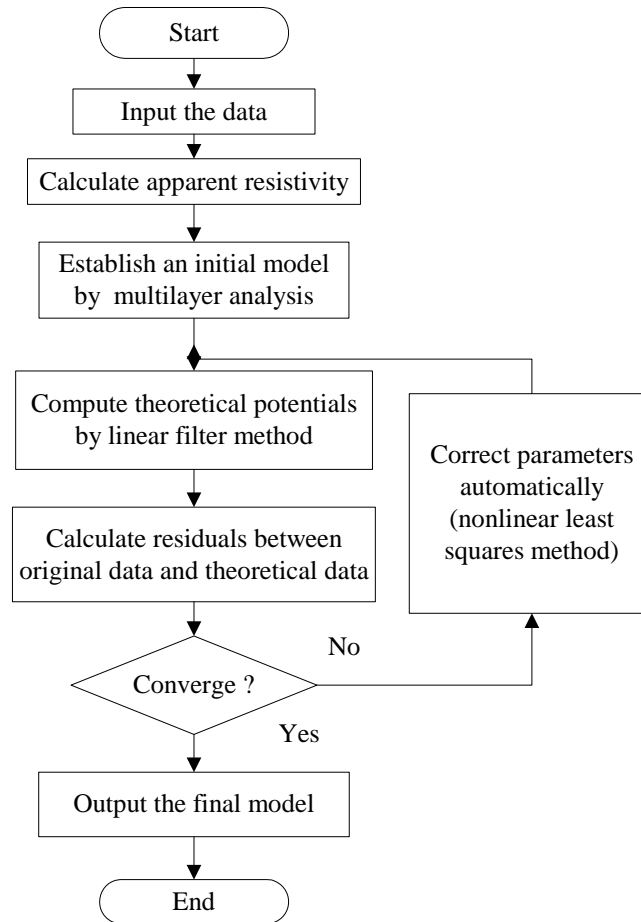 Start
Input the data
Calculate apparent resistivity
Establish an initial model
by multilayer analysis
Compute theoretical potentials
by linear filter method
Calculate residuals between
original data and theoretical data
Converge ?
No
Correct parameters
automatically
(nonlinear least
squares method)
Yes
Output the final model
End